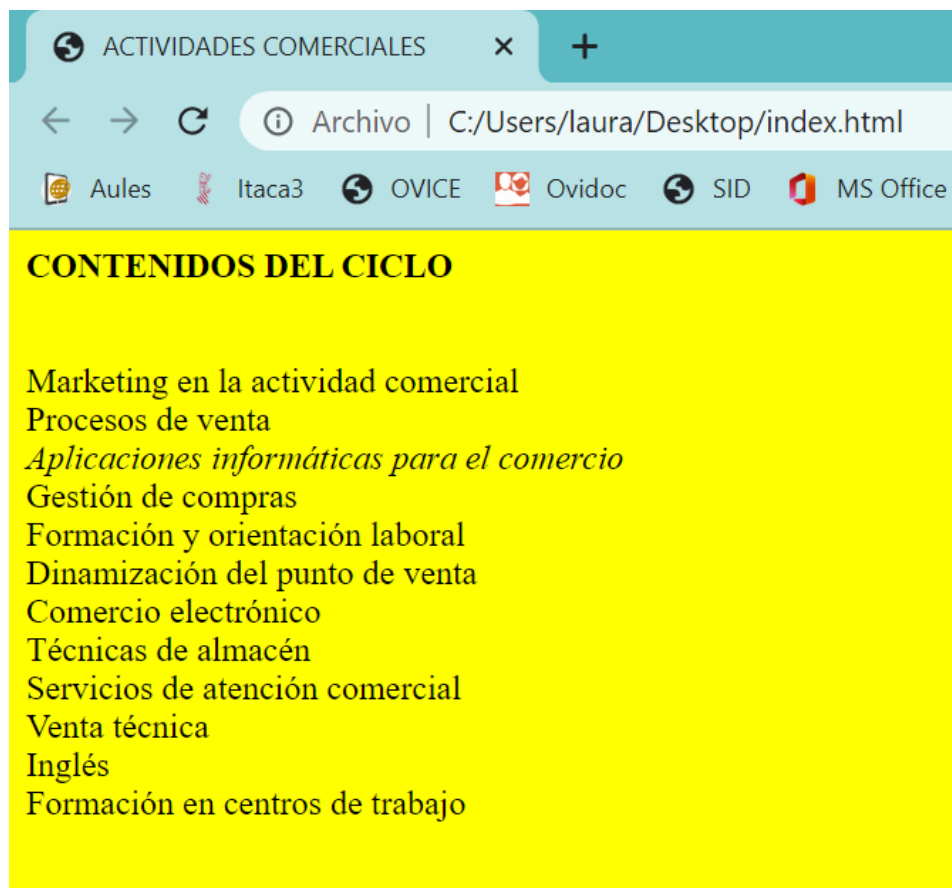 ACTIVIDADES COMERCIALES
Archivo | C:/Users/laura/Desktop/index.html
Aules Itaca3 OVICE Ovidoc SID MS Office
CONTENIDOS DEL CICLO
Marketing en la actividad comercial
Procesos de venta
Aplicaciones informáticas para el comercio
Gestión de compras
Formación y orientación laboral
Dinamización del punto de venta
Comercio electrónico
Técnicas de almacén
Servicios de atención comercial
Venta técnica
Inglés
Formación en centros de trabajo